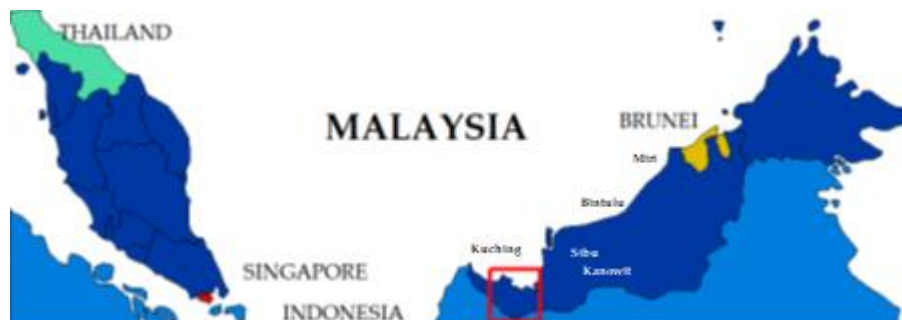 THAILAND
BRUNEI
MALAYSIA
Miri
Bintulu
Kuching
Sibu
SINGAPORE
Kanowit
INDONESIA